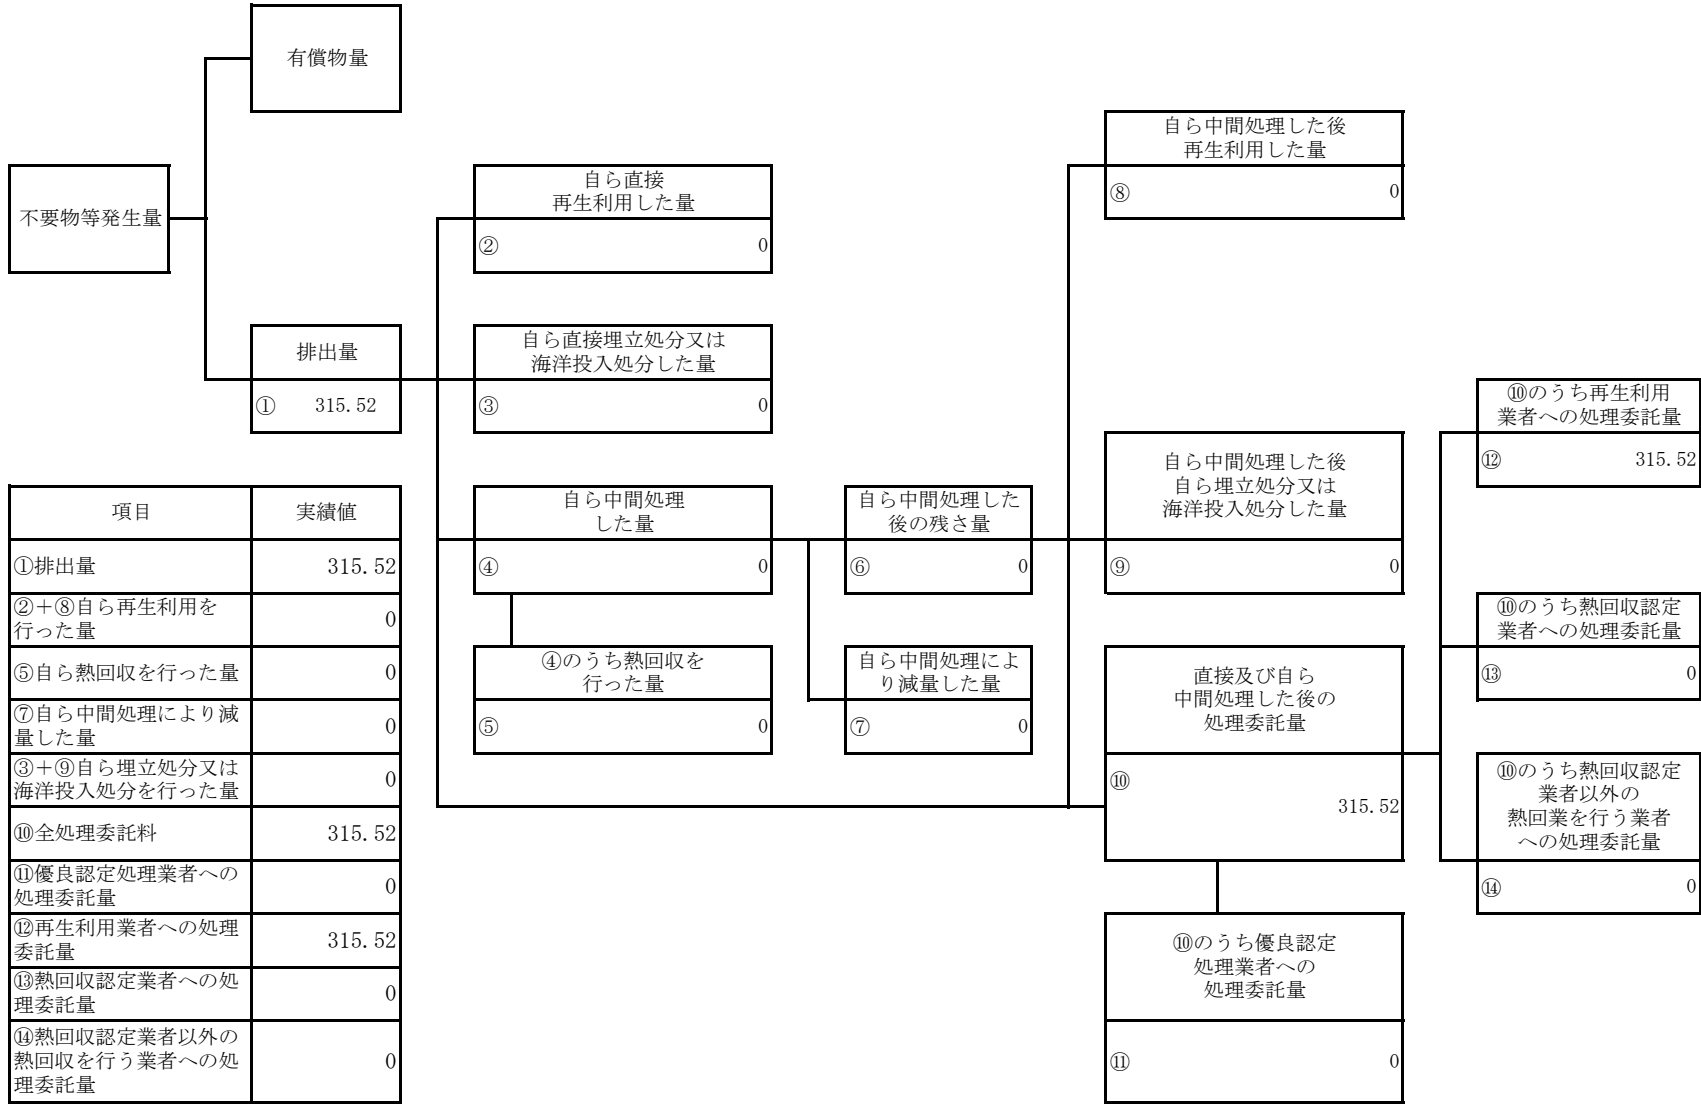 有償物量
不要物等発生量
排出量
① 315.52
自ら直接
再生利用した量
② 0
自ら直接埋立処分又は
海洋投入処分した量
③ 0
自ら中間処理
した量
④ 0
④のうち熱回収を
行った量
⑤ 0
自ら中間処理した
後の残さ量
⑥ 0
自ら中間処理によ
り減量した量
⑦ 0
自ら中間処理した後
再生利用した量
⑧ 0
自ら中間処理した後
自ら埋立処分又は
海洋投入処分した量
⑨ 0
直接及び自ら
中間処理した後の
処理委託量
⑩
315.52
⑩のうち優良認定
処理業者への
処理委託量
⑪ 0
⑩のうち再生利用
業者への処理委託量
⑫ 315.52
⑩のうち熱回収認定
業者への処理委託量
⑬ 0
⑩のうち熱回収認定
業者以外の
熱回業を行う業者
への処理委託量
⑭ 0
項目 実績値
①排出量 315.52
②＋⑧自ら再生利用を
行った量 0
⑤自ら熱回収を行った量 0
⑦自ら中間処理により減
量した量 0
③＋⑨自ら埋立処分又は
海洋投入処分を行った量 0
⑩全処理委託料 315.52
⑪優良認定処理業者への
処理委託量 0
⑫再生利用業者への処理
委託量 315.52
⑬熱回収認定業者への処
理委託量 0
⑭熱回収認定業者以外の
熱回収を行う業者への処
理委託量 0